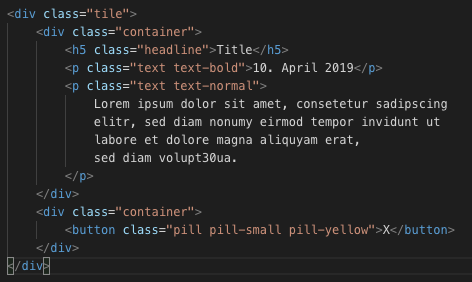 <div class="tile">
<div class="container">
<h5 class="headline">Title</h5>
<p class="text text-bold">10. April 2019</p>
<p class="text text-normal">
Lorem ipsum dolor sit amet, consetetur sadipscing
elitr, sed diam nonumy eirmod tempor invidunt ut
labore et dolore magna aliquyam erat,
sed diam volupt30ua.
</p>
</div>
<div class="container">
<button class="pill pill-small pill-yellow">X</button>
</div>
</div>